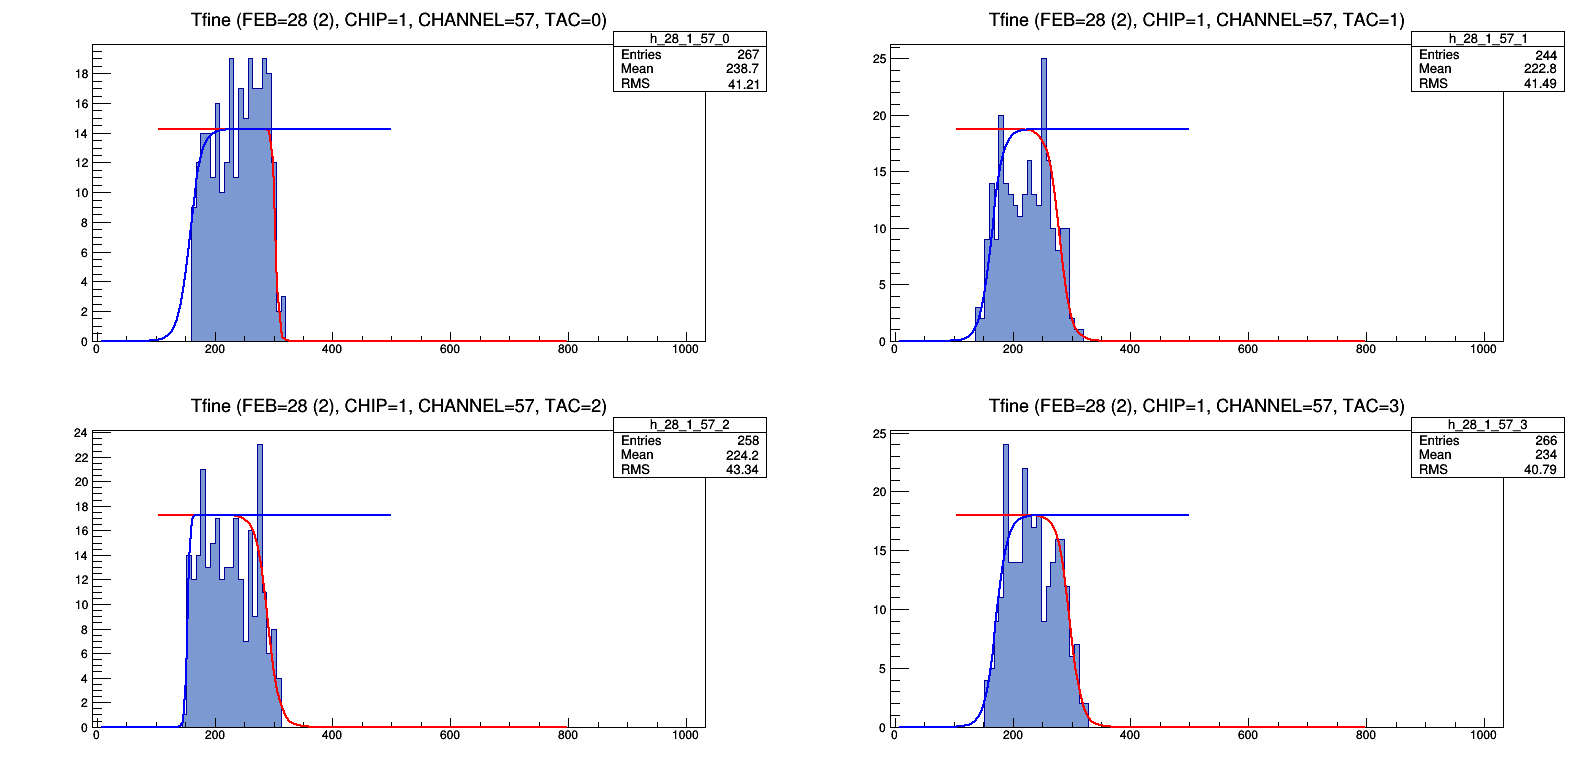 Tfine (FEB=28 (2), CHIP=1, CHANNEL=57, TAC=0)
h_28_1_57_0
Entries 267
Mean 238.7
RMS 41.21
18
16
14
12
10
8
6
4
2
0
0 200 400 600 800 1000
Tfine (FEB=28 (2), CHIP=1, CHANNEL=57, TAC=1)
h_28_1_57_1
Entries 244
Mean 222.8
RMS 41.49
25
20
15
10
5
0
0 200 400 600 800 1000
Tfine (FEB=28 (2), CHIP=1, CHANNEL=57, TAC=2)
h_28_1_57_2
Entries 258
Mean 224.2
RMS 43.34
24
22
20
18
16
14
12
10
8
6
4
2
0
0 200 400 600 800 1000
Tfine (FEB=28 (2), CHIP=1, CHANNEL=57, TAC=3)
h_28_1_57_3
Entries 266
Mean 234
RMS 40.79
25
20
15
10
5
0
0 200 400 600 800 1000